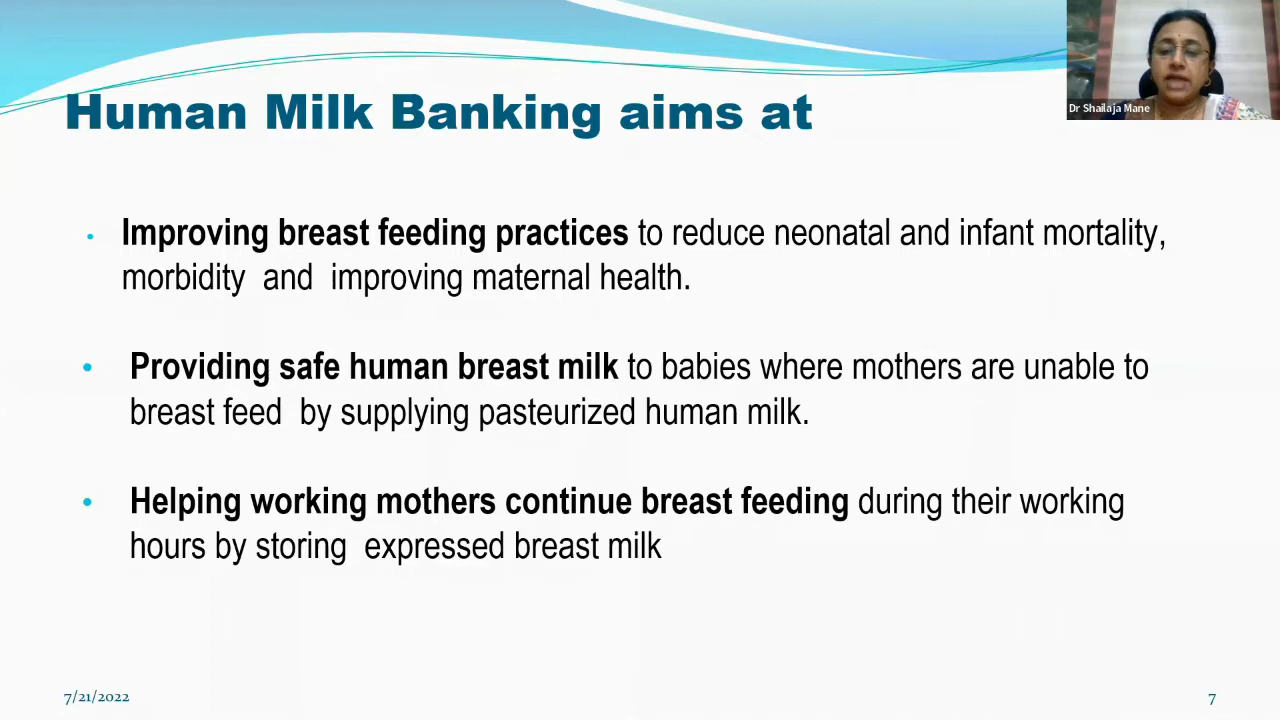 Dr Shailaja Mane
Human Milk Banking aims at
• Improving breast feeding practices to reduce neonatal and infant mortality,
morbidity and improving maternal health.
• Providing safe human breast milk to babies where mothers are unable to
breast feed by supplying pasteurized human milk.
• Helping working mothers continue breast feeding during their working
hours by storing expressed breast milk
7/21/2022
7